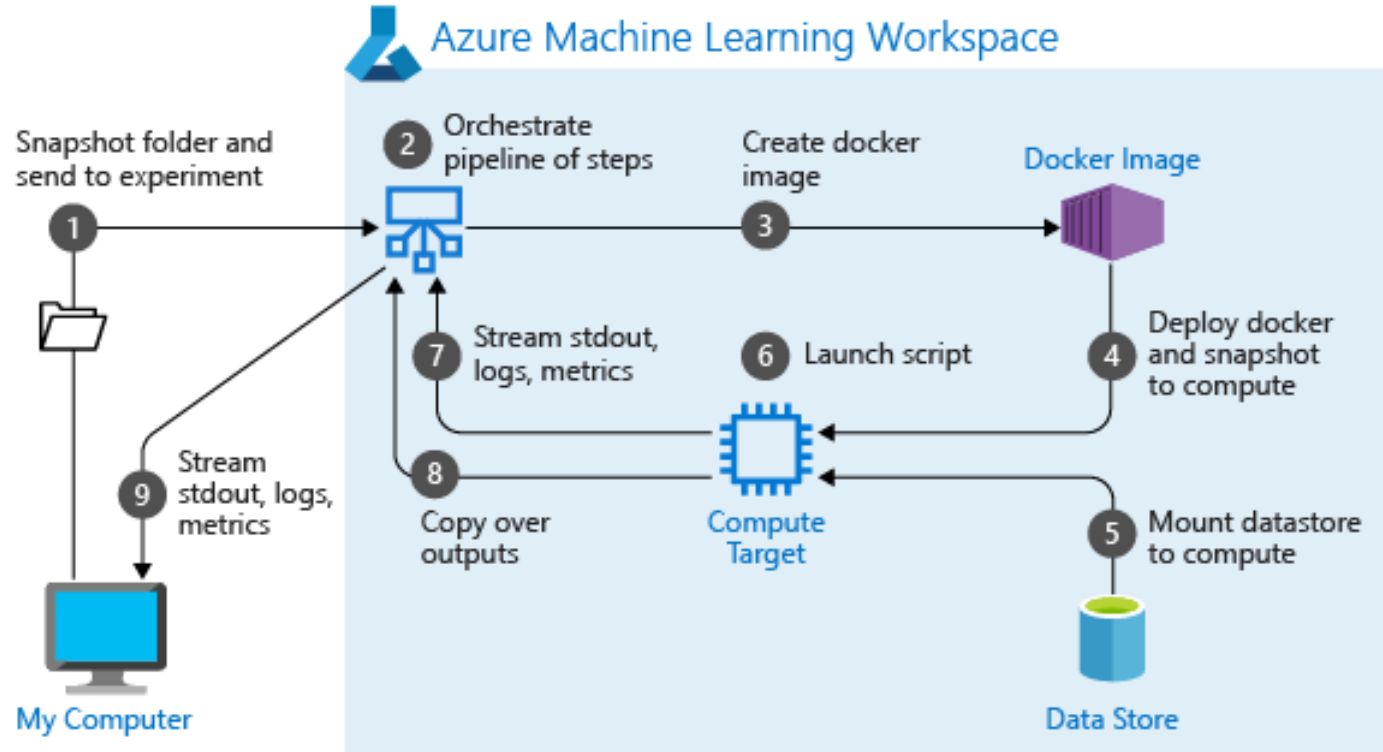 Azure Machine Learning Workspace
Snapshot folder and
send to experiment
1
2
Orchestrate
pipeline of steps
Create docker
image
3
Docker Image
Deploy docker
and snapshot
to compute
4
7
Stream stdout,
logs, metrics
6
Launch script
9
Stream
stdout, logs,
metrics
8
Copy over
outputs
Compute
Target
5
Mount datastore
to compute
My Computer
Data Store